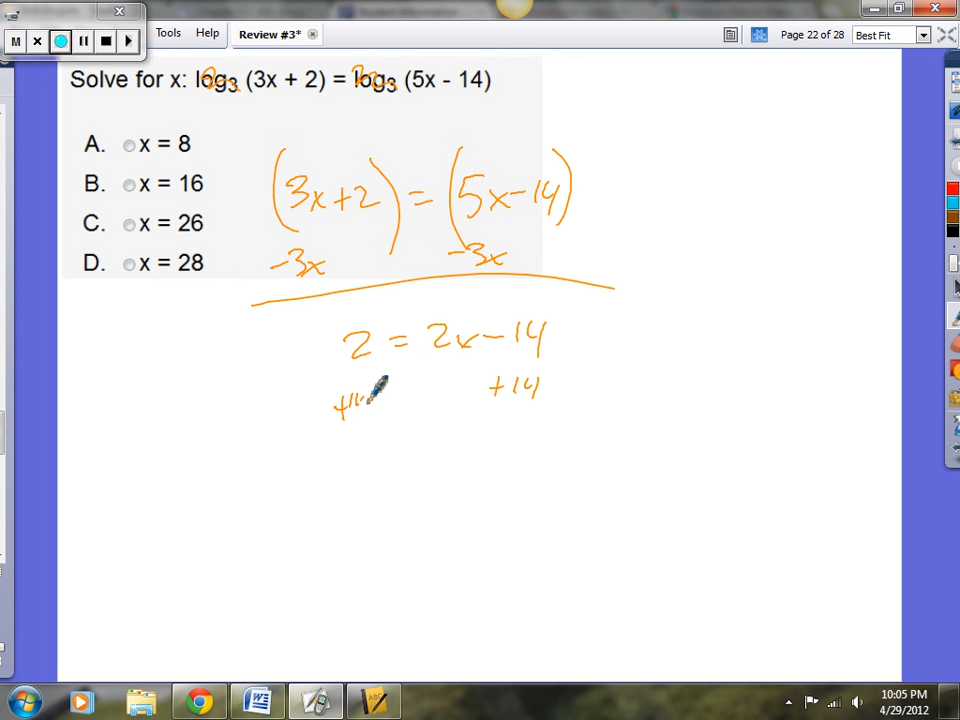 M
Tools Help Review #3* Page 22 of 28 Best Fit
Solve for x: log3 (3x + 2) = log3 (5x - 14)
A. x = 8
B. x = 16
C. x = 26
D. x = 28
(3x+2) = (5x-14)
-3x -3x
2 = 2x-14
+14
10:05 PM
4/29/2012